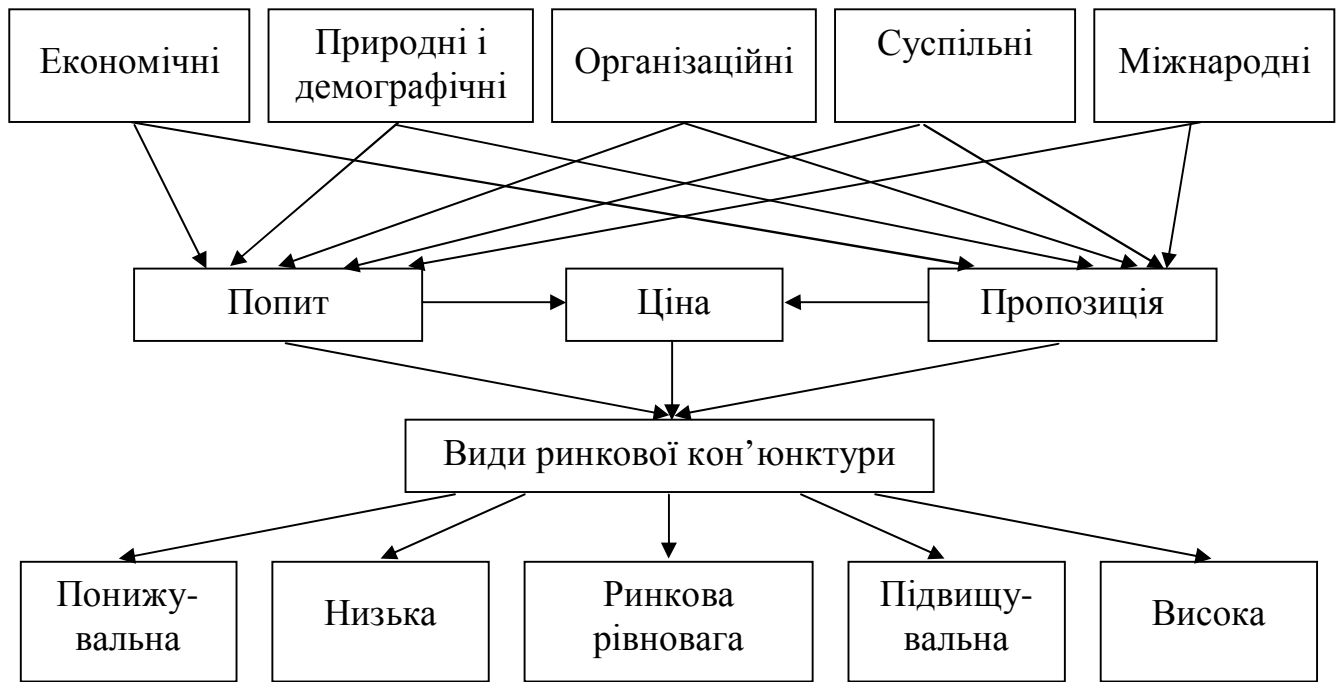 Економічні
Природні і
демографічні
Організаційні
Суспільні
Міжнародні
Попит
Ціна
Пропозиція
Види ринкової кон’юнктури
Понижу-
вальна
Низька
Ринкова
рівновага
Підвищу-
вальна
Висока